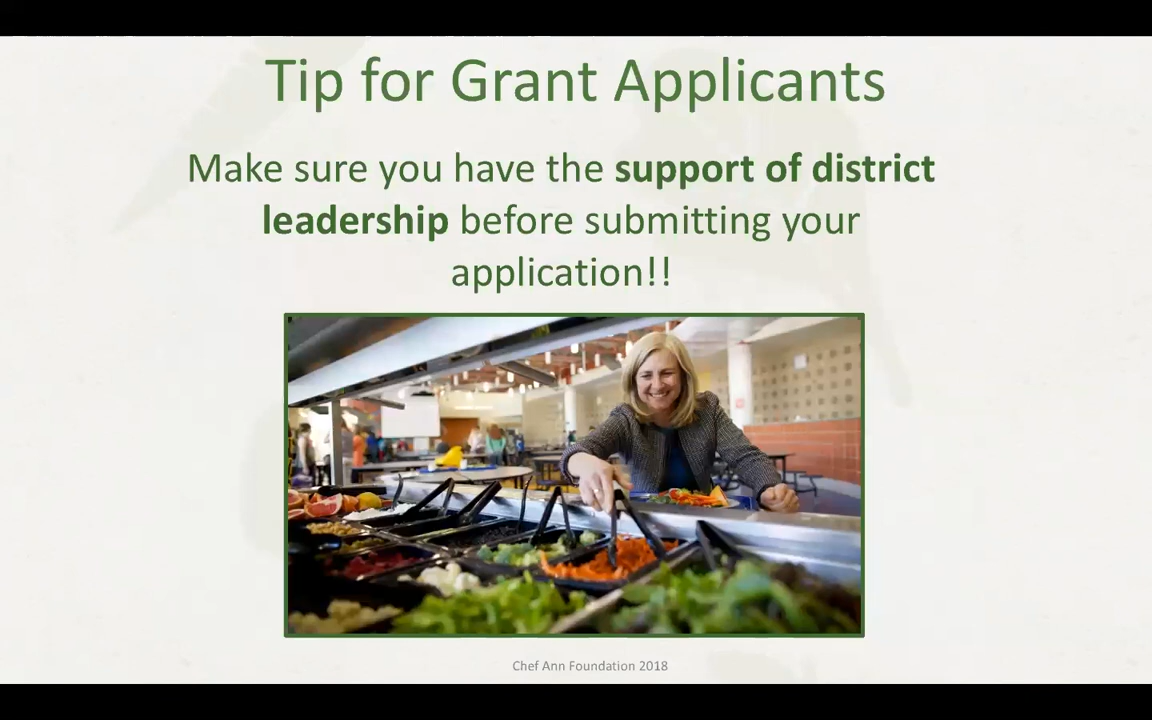 Tip for Grant Applicants
Make sure you have the support of district
leadership before submitting your
application!!
Chef Ann Foundation 2018